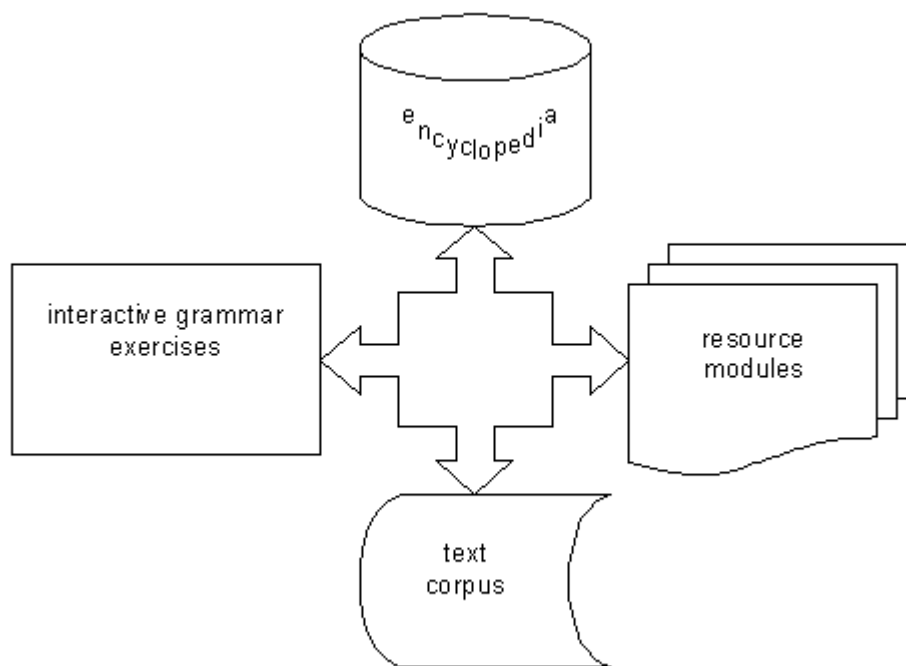 encyclopedia
interactive grammar
exercises
resource
modules
text
corpus